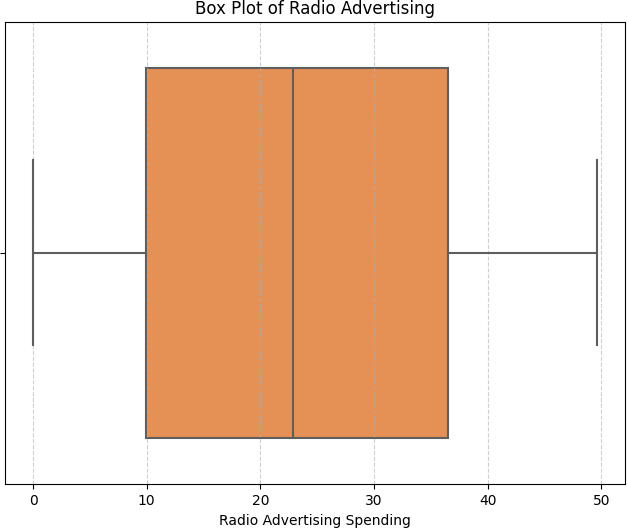 Box Plot of Radio Advertising
0 10 20 30 40 50
Radio Advertising Spending